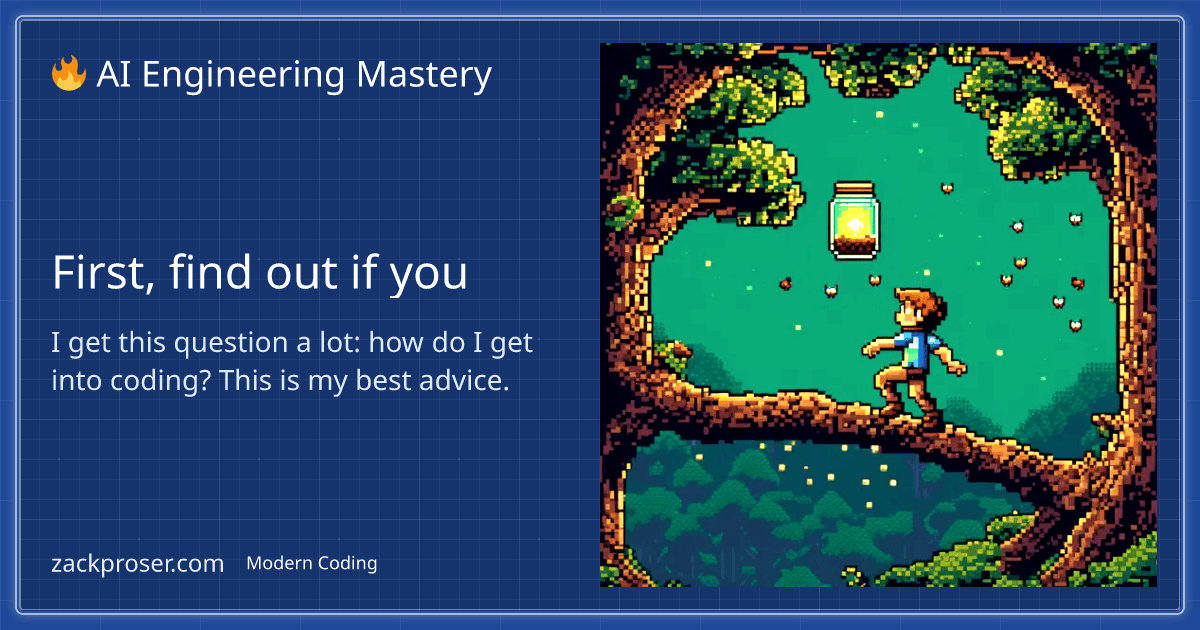 🔥 AI Engineering Mastery
First, find out if you
I get this question a lot: how do I get
into coding? This is my best advice.
zackproser.com Modern Coding